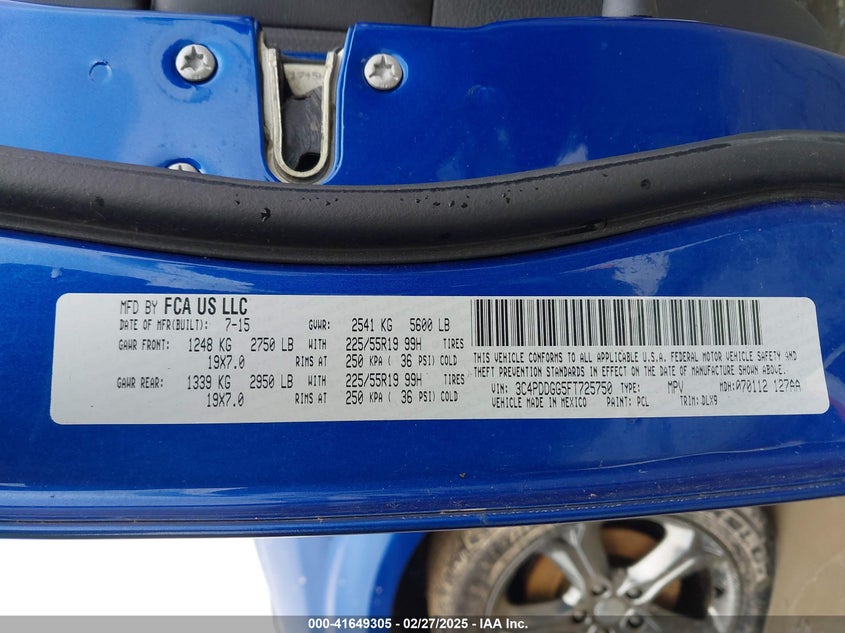 MFD BY FCA US LLC
DATE OF MFR(BUILT): 7-15 GVWR: 2541 KG 5600 LB
GAWR FRONT: 1248 KG 2750 LB WITH 225/55R19 99H TIRES
19X7.0 RIMS AT 250 KPA ( 36 PSI) COLD
GAWR REAR: 1339 KG 2950 LB WITH 225/55R19 99H TIRES
19X7.0 RIMS AT 250 KPA ( 36 PSI) COLD
THIS VEHICLE CONFORMS TO ALL APPLICABLE U.S.A. FEDERAL MOTOR VEHICLE SAFETY AND
THEFT PREVENTION STANDARDS IN EFFECT ON THE DATE OF MANUFACTURE SHOWN ABOVE.
VIN: 3C4PDDGG5FT725750 TYPE: MPV MDH:070112 127AA
VEHICLE MADE IN MEXICO PAINT: PCL TRIM:DLX9
000-41649305 - 02/27/2025 - IAA Inc.